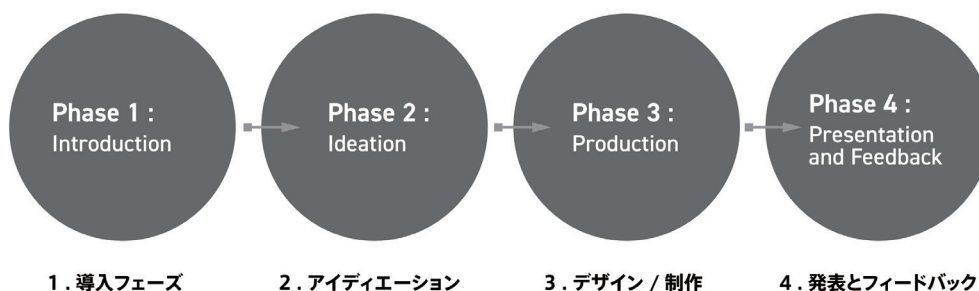 Phase 1 :
Introduction
Phase 2 :
Ideation
Phase 3 :
Production
Phase 4 :
Presentation
and Feedback
1 . 導入フェーズ
2 . アイディエーション
3 . デザイン / 制作
4 . 発表とフィードバック